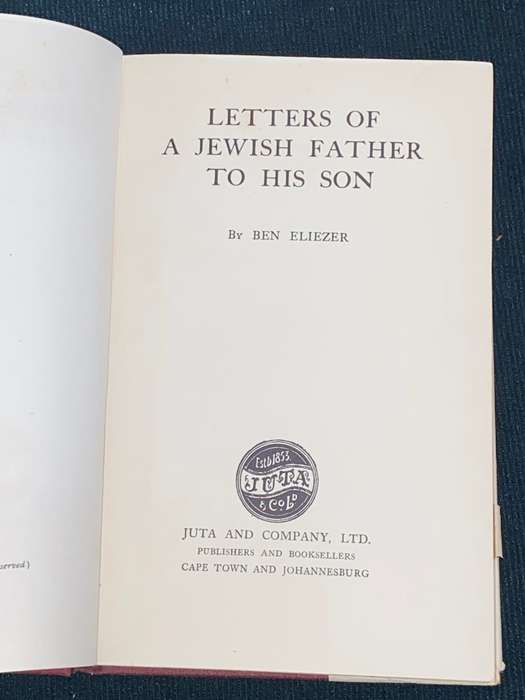 LETTERS OF
A JEWISH FATHER
TO HIS SON
BY BEN ELIEZER
Estd 1853.
JUTA
& Co Ld
JUTA AND COMPANY, LTD.
PUBLISHERS AND BOOKSELLERS
CAPE TOWN AND JOHANNESBURG